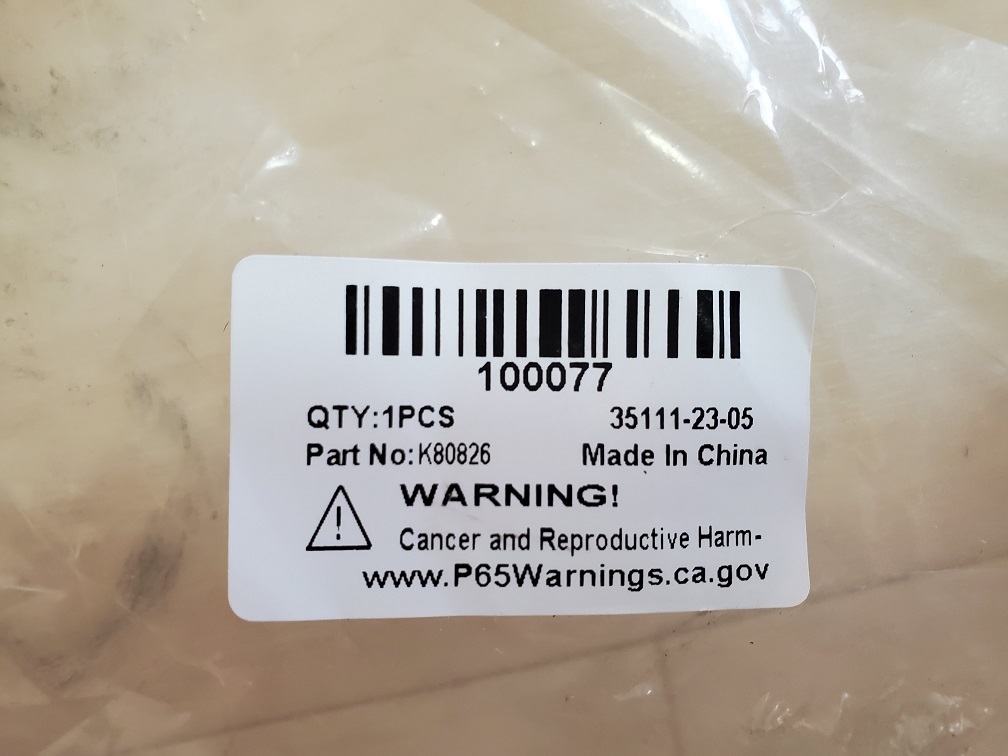 100077
QTY:1PCS 35111-23-05
Part No:K80826 Made In China
WARNING!
Cancer and Reproductive Harm-
www.P65Warnings.ca.gov